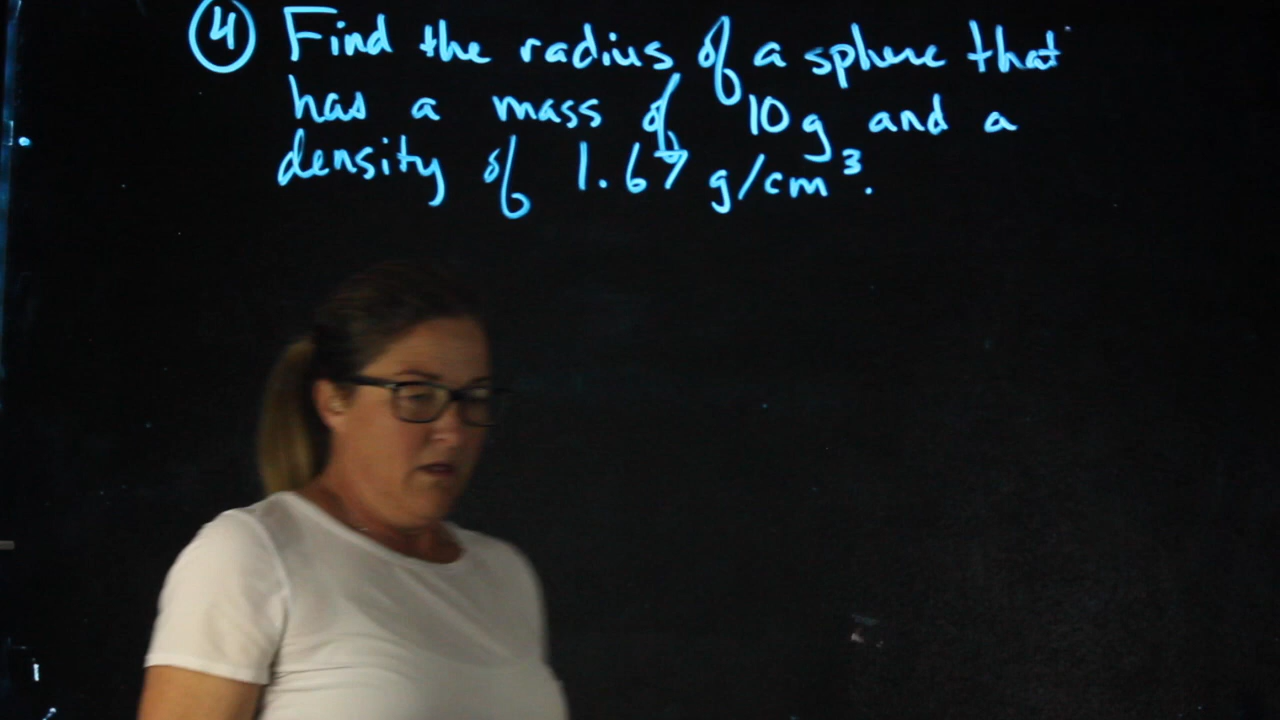 ④ Find the radius of a sphere that
has a mass of 10 g and a
density of 1.67 g/cm³.